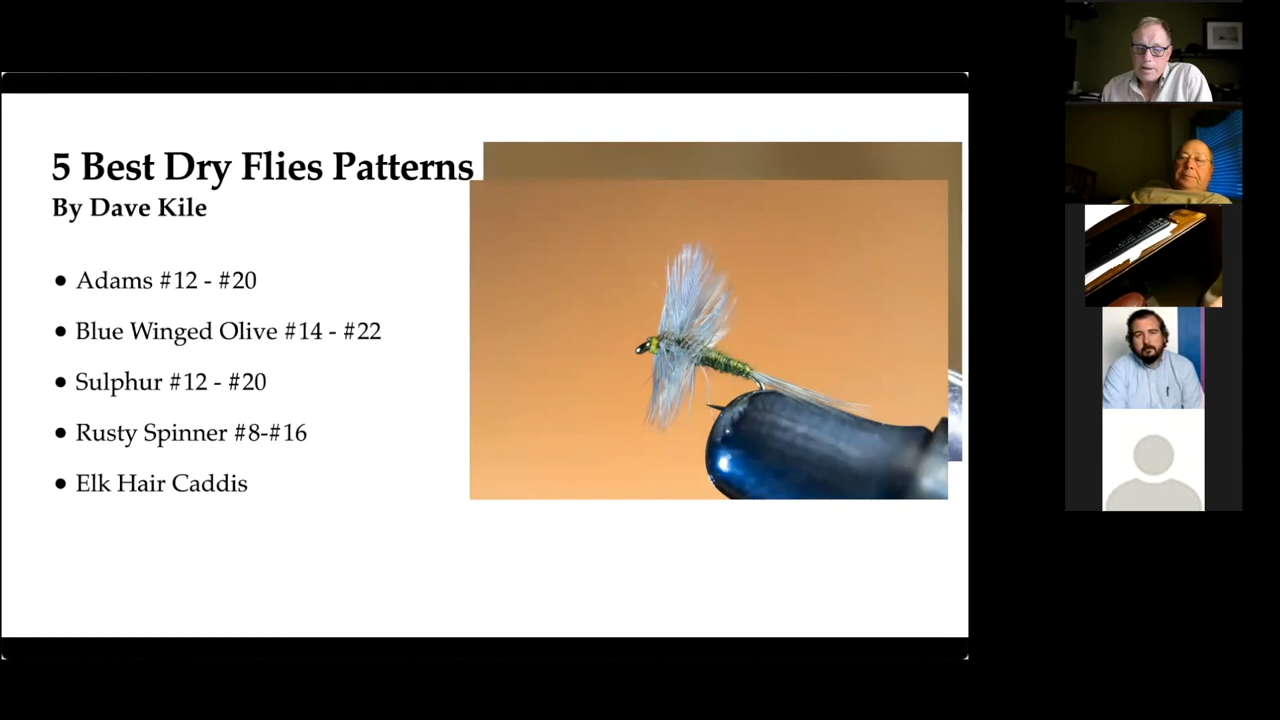 5 Best Dry Flies Patterns
By Dave Kile
• Adams #12 - #20
• Blue Winged Olive #14 - #22
• Sulphur #12 - #20
• Rusty Spinner #8-#16
• Elk Hair Caddis